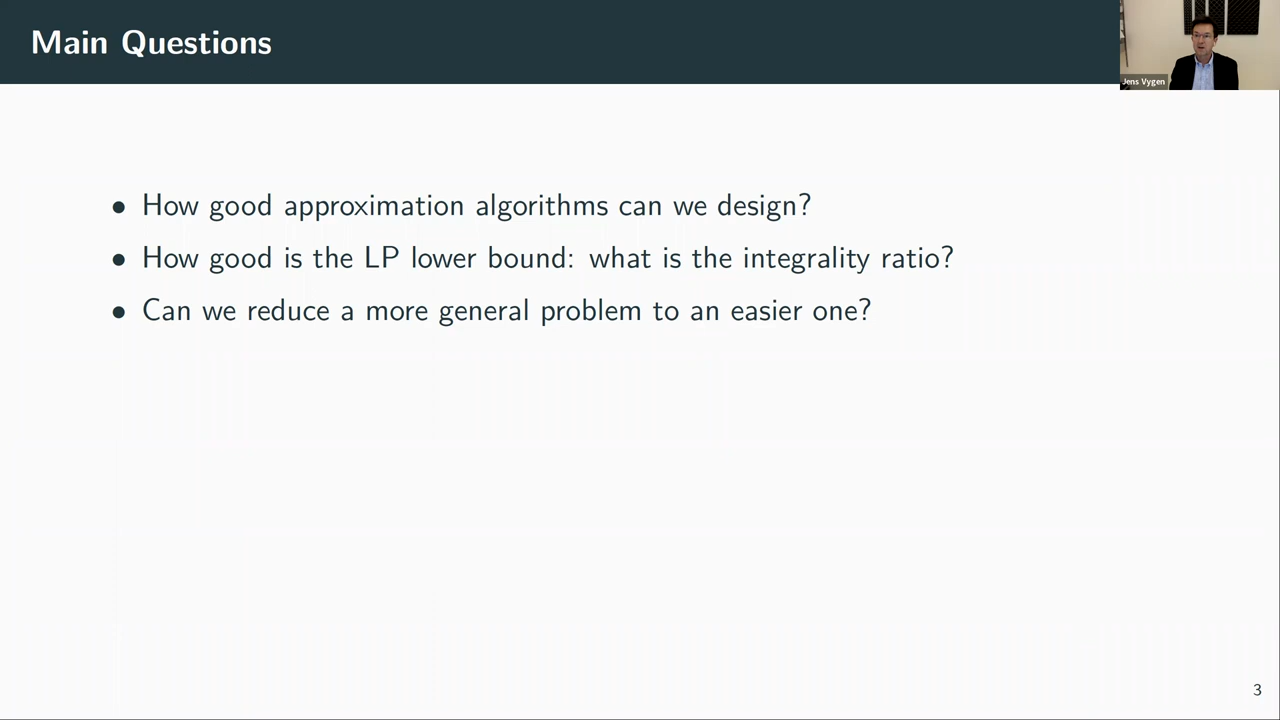 Main Questions
Jens Vygen
• How good approximation algorithms can we design?
• How good is the LP lower bound: what is the integrality ratio?
• Can we reduce a more general problem to an easier one?
3